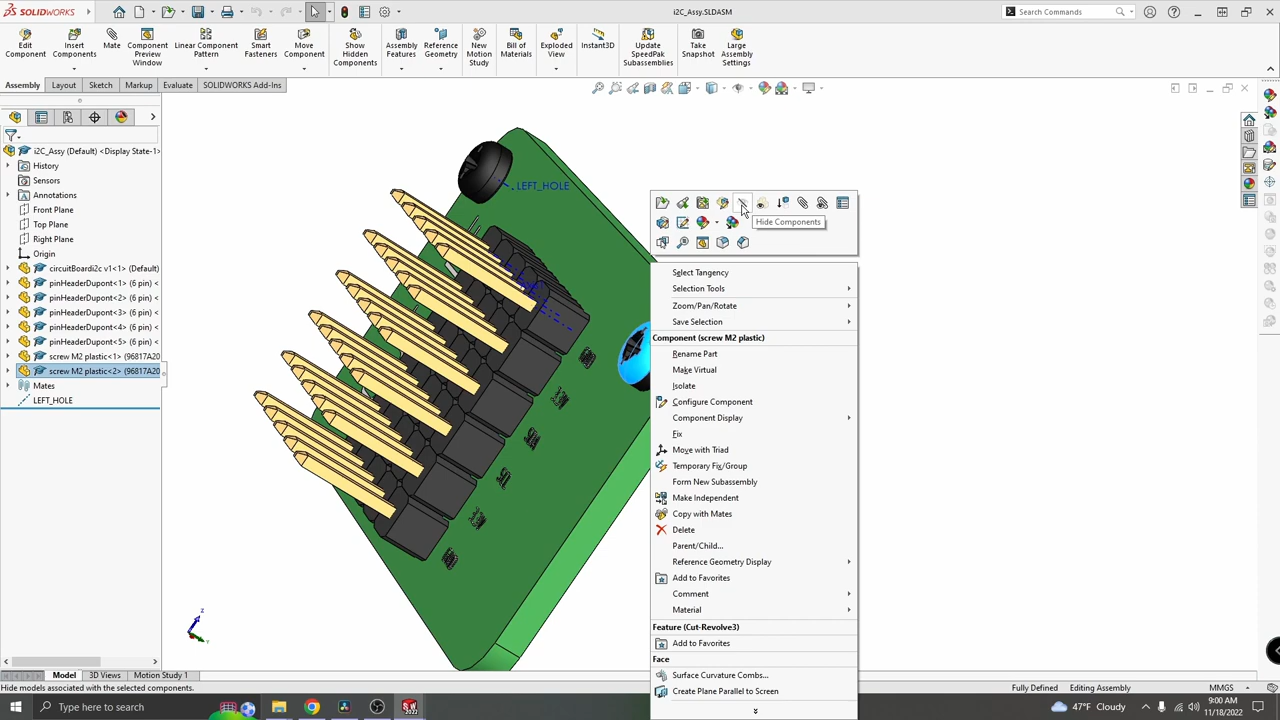 SOLIDWORKS
i2C_Assy.SLDASM
Search Commands
Edit Component
Insert Components
Mate
Component Preview Window
Linear Component Pattern
Smart Fasteners
Move Component
Show Hidden Components
Assembly Features
Reference Geometry
New Motion Study
Bill of Materials
Exploded View
Instant3D
Update SpeedPak Subassemblies
Take Snapshot
Large Assembly Settings
Assembly
Layout
Sketch
Markup
Evaluate
SOLIDWORKS Add-Ins
i2C_Assy (Default) <Display State-1>
History
Sensors
Annotations
Front Plane
Top Plane
Right Plane
Origin
circuitBoardi2c v1<1> (Default)
pinHeaderDupont<1> (6 pin) <
pinHeaderDupont<2> (6 pin) <
pinHeaderDupont<3> (6 pin) <
pinHeaderDupont<4> (6 pin) <
pinHeaderDupont<5> (6 pin) <
screw M2 plastic<1> (96817A20
screw M2 plastic<2> (96817A20
Mates
LEFT_HOLE
LEFT_HOLE
Hide Components
Select Tangency
Selection Tools
Zoom/Pan/Rotate
Save Selection
Component (screw M2 plastic)
Rename Part
Make Virtual
Isolate
Configure Component
Component Display
Fix
Move with Triad
Temporary Fix/Group
Form New Subassembly
Make Independent
Copy with Mates
Delete
Parent/Child...
Reference Geometry Display
Add to Favorites
Comment
Material
Feature (Cut-Revolve3)
Add to Favorites
Face
Surface Curvature Combs...
Create Plane Parallel to Screen
Model
3D Views
Motion Study 1
Hide models associated with the selected components.
Fully Defined
Editing Assembly
MMGS
Type here to search
47°F Cloudy
9:00 AM
11/18/2022